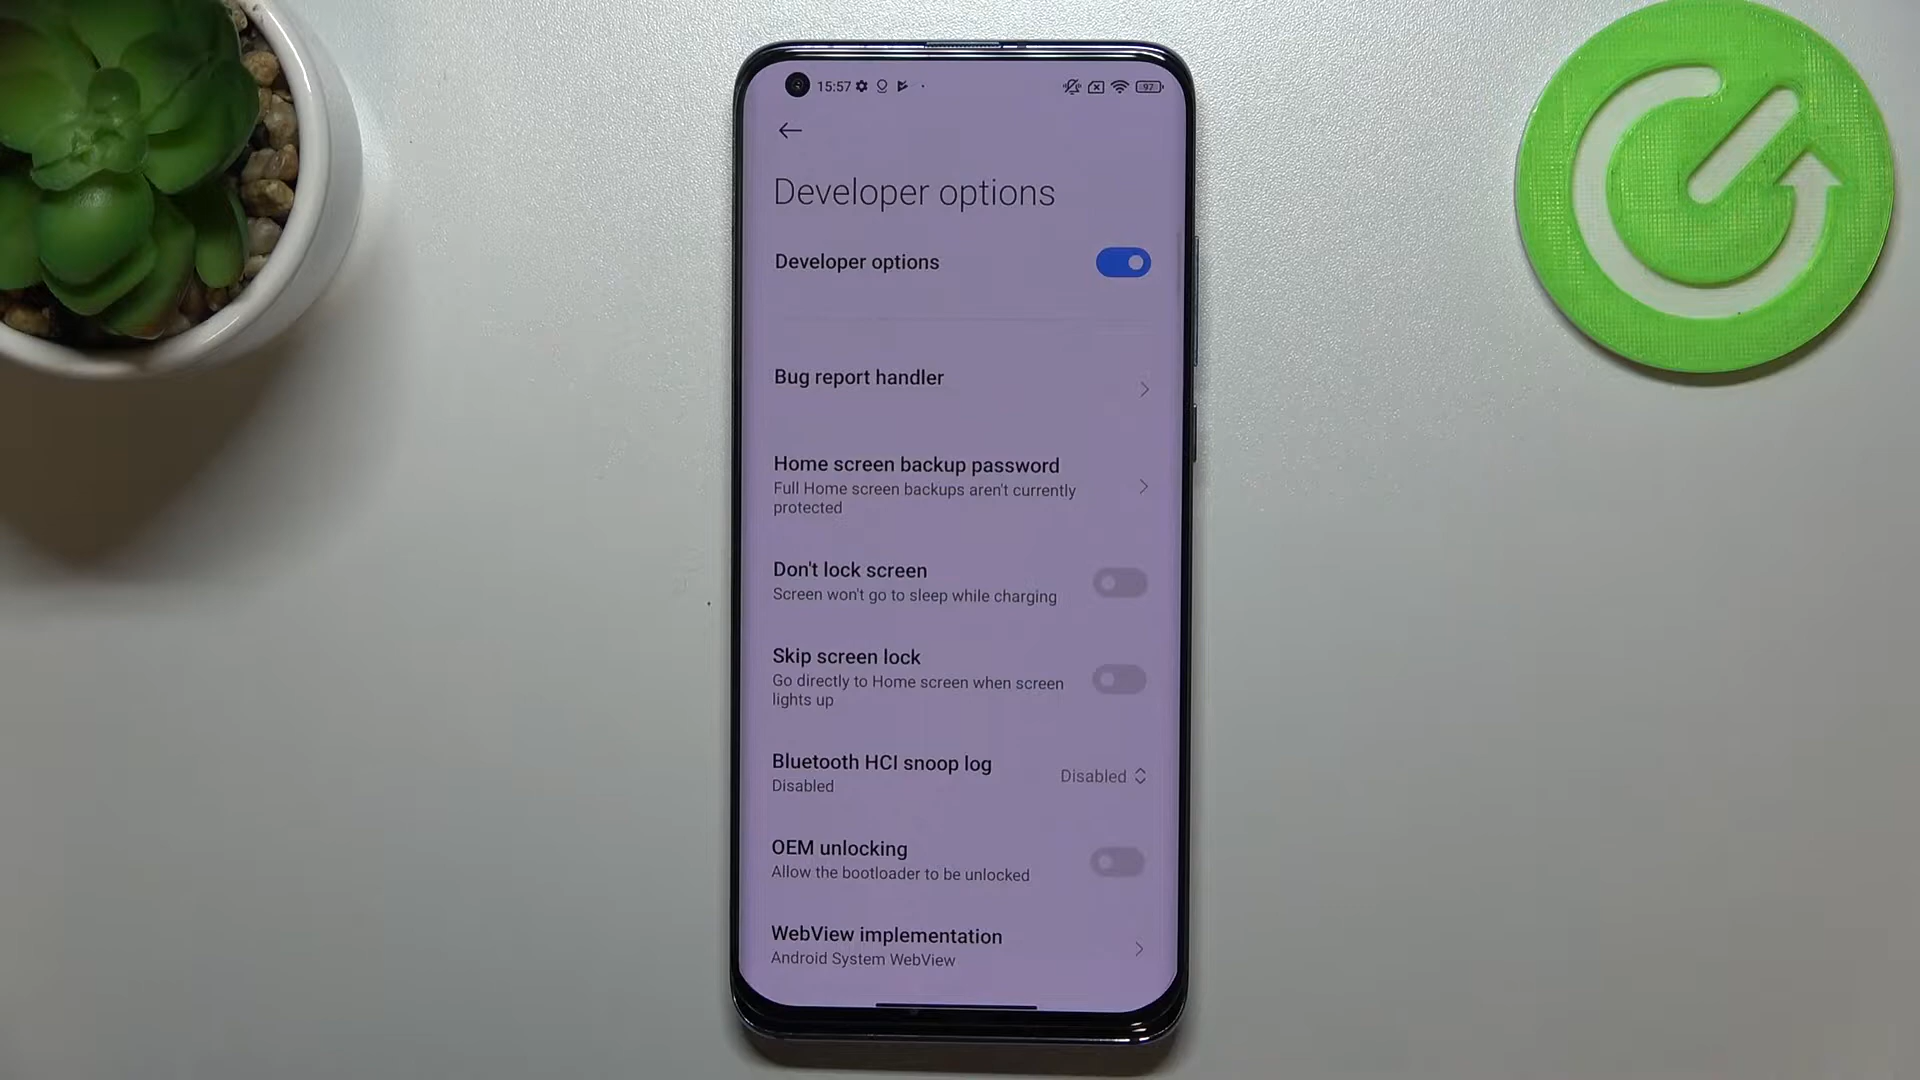 15:57
97
Developer options
Developer options
Bug report handler
Home screen backup password
Full Home screen backups aren't currently
protected
Don't lock screen
Screen won't go to sleep while charging
Skip screen lock
Go directly to Home screen when screen
lights up
Bluetooth HCI snoop log
Disabled
Disabled
OEM unlocking
Allow the bootloader to be unlocked
WebView implementation
Android System WebView